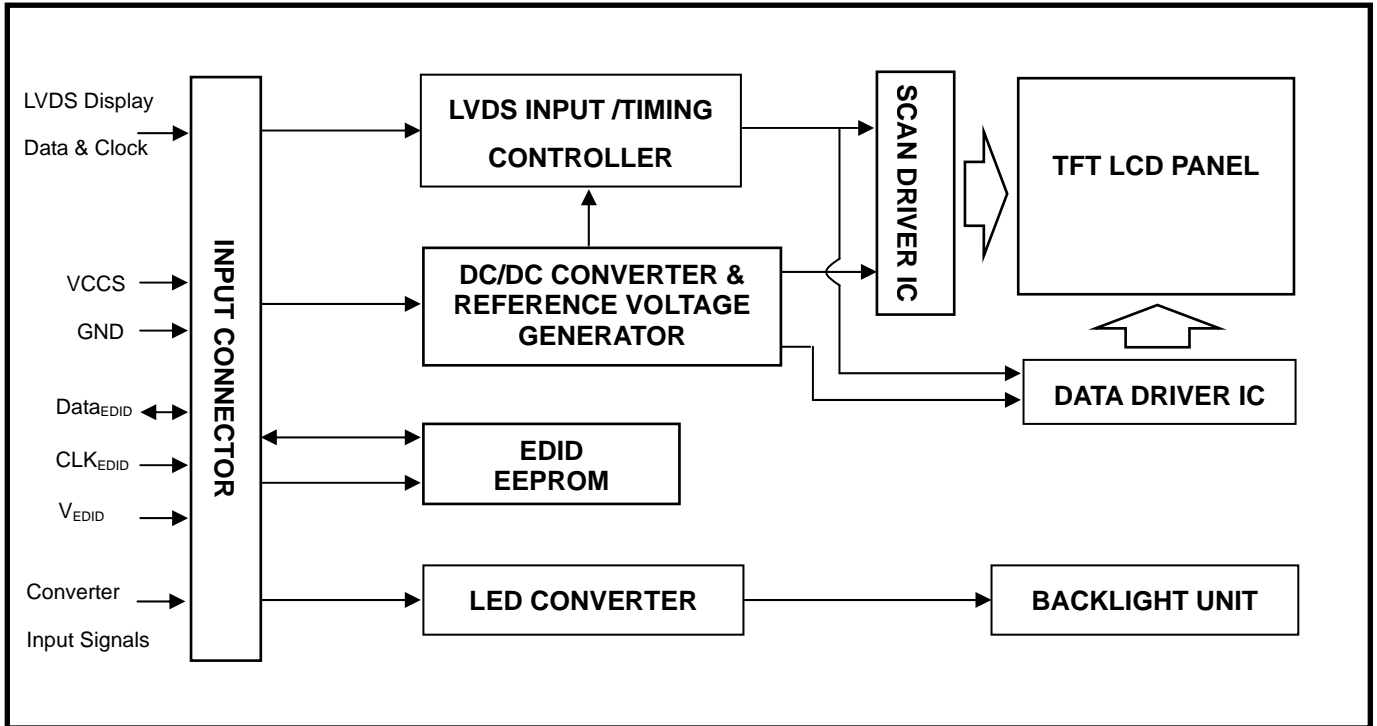 LVDS Display
Data & Clock
VCCS
GND
DataEDID
CLKEDID
VEDID
Converter
Input Signals
INPUT CONNECTOR
LVDS INPUT /TIMING
CONTROLLER
DC/DC CONVERTER &
REFERENCE VOLTAGE
GENERATOR
EDID
EEPROM
LED CONVERTER
SCAN DRIVER IC
TFT LCD PANEL
DATA DRIVER IC
BACKLIGHT UNIT